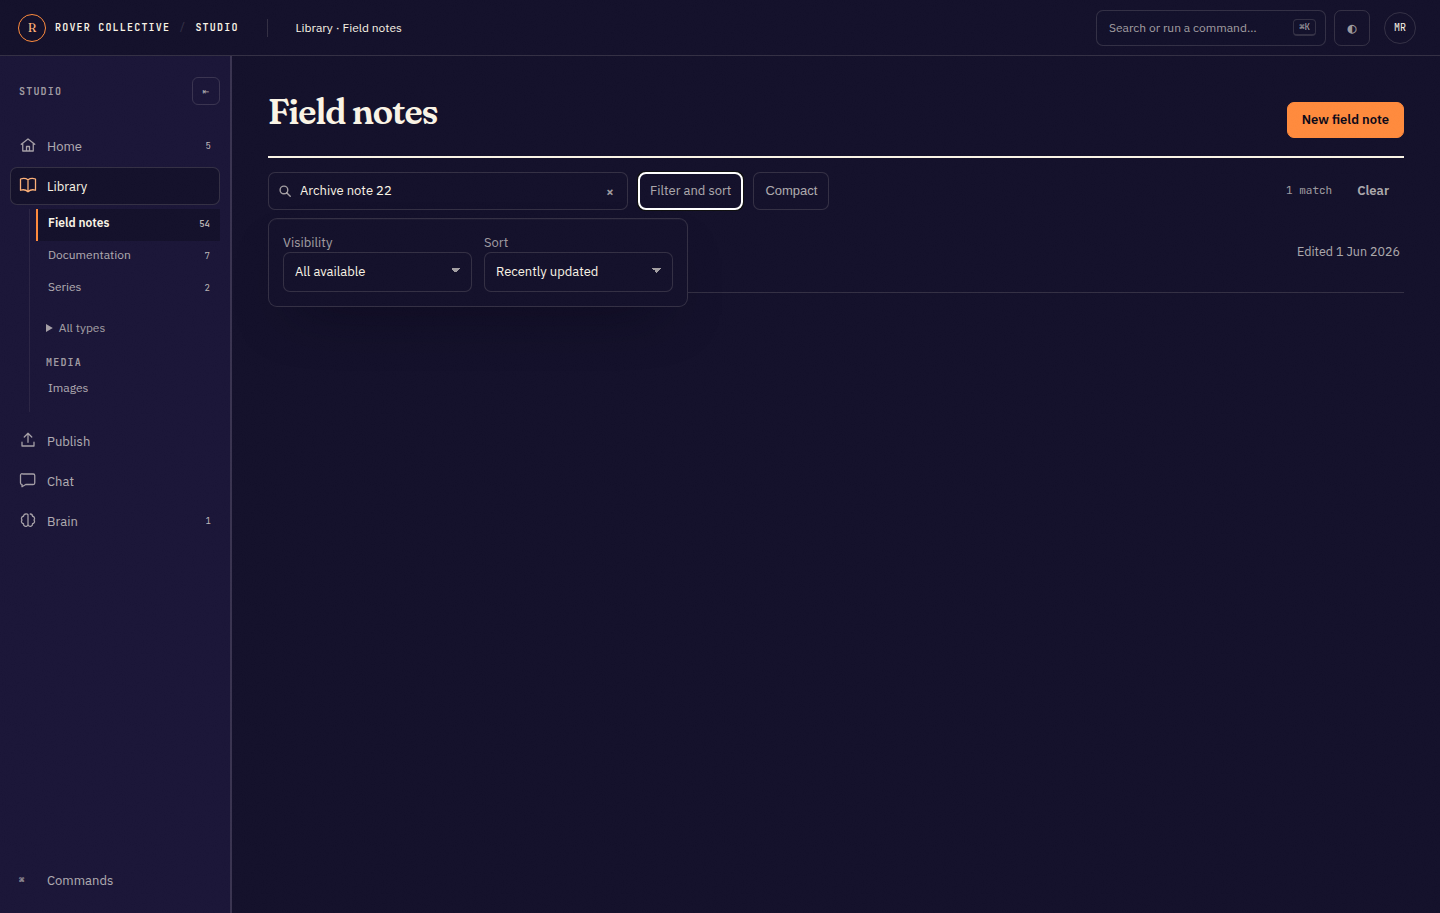 R ROVER COLLECTIVE / STUDIO
Library · Field notes
Search or run a command... ⌘K
MR
STUDIO
Home 5
Library
Field notes 54
Documentation 7
Series 2
All types
MEDIA
Images
Publish
Chat
Brain 1
⌘ Commands
Field notes
New field note
Archive note 22 ×
Filter and sort
Compact
1 match
Clear
Visibility
All available
Sort
Recently updated
Edited 1 Jun 2026